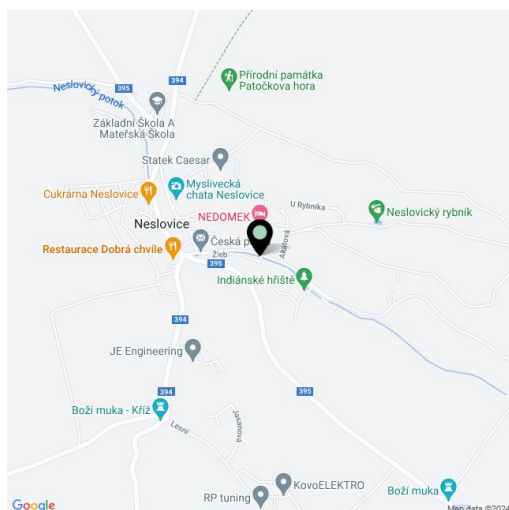 395
394
Přírodní památka
Patočkova hora
Neslovický potok
Základní Škola A
Mateřská Škola
Statek Caesar
Cukrárna Neslovice
Myslivecká
chata Neslovice
NEDOMEK
U Rybníka
Neslovický rybník
Neslovice
Česká
Akátová
Restaurace Dobrá chvíle
Žleb
395
Indiánské hřiště
394
JE Engineering
394
395
Boží muka - Kříž
Lesní
Jasanová
KovoELEKTRO
RP tuning
Boží muka
Google
Map data ©2024